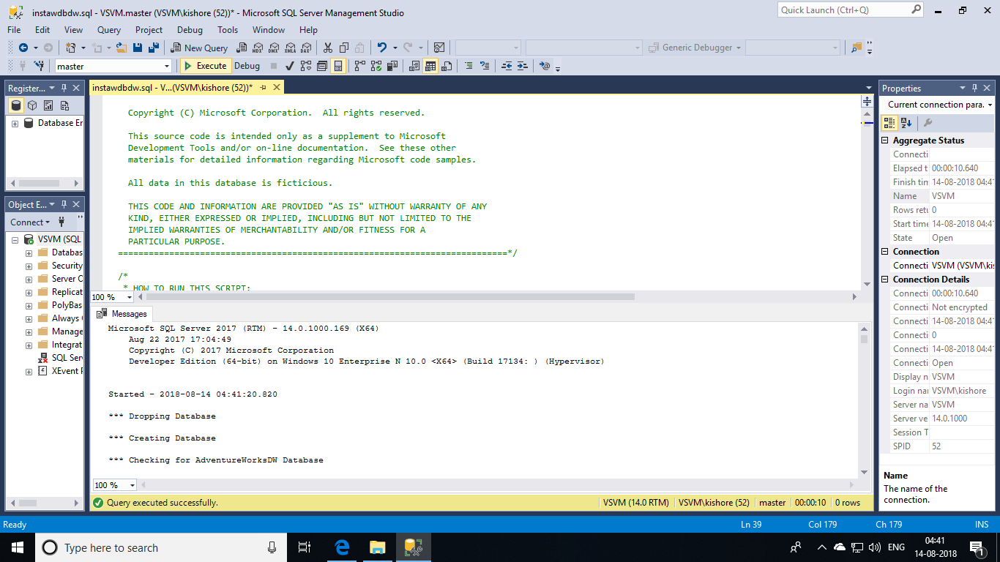 instawdbdw.sql - VSVM.master (VSVM\kishore (52))* - Microsoft SQL Server Management Studio
Quick Launch (Ctrl+Q)
File Edit View Query Project Debug Tools Window Help
New Query
MDX DMX XMLA DAX
Generic Debugger
master
Execute Debug
Register...
Database Er
Object E...
Connect
VSVM (SQL
Databas
Security
Server O
Replicat
PolyBas
Always
Manage
Integrat
SQL Ser
XEvent P
instawdbdw.sql - V...(VSVM\kishore (52))*
Copyright (C) Microsoft Corporation.  All rights reserved.
This source code is intended only as a supplement to Microsoft
Development Tools and/or on-line documentation.  See these other
materials for detailed information regarding Microsoft code samples.
All data in this database is ficticious.
THIS CODE AND INFORMATION ARE PROVIDED "AS IS" WITHOUT WARRANTY OF ANY
KIND, EITHER EXPRESSED OR IMPLIED, INCLUDING BUT NOT LIMITED TO THE
IMPLIED WARRANTIES OF MERCHANTABILITY AND/OR FITNESS FOR A
PARTICULAR PURPOSE.
============================================================================*/
/*
* HOW TO RUN THIS SCRIPT:
100 %
Messages
Microsoft SQL Server 2017 (RTM) - 14.0.1000.169 (X64)
Aug 22 2017 17:04:49
Copyright (C) 2017 Microsoft Corporation
Developer Edition (64-bit) on Windows 10 Enterprise N 10.0 <X64> (Build 17134: ) (Hypervisor)
Started - 2018-08-14 04:41:20.820
*** Dropping Database
*** Creating Database
*** Checking for AdventureWorksDW Database
100 %
Query executed successfully.
VSVM (14.0 RTM) VSVM\kishore (52) master 00:00:10 0 rows
Properties
Current connection para.
Aggregate Status
Connecti
Elapsed t 00:00:10.640
Finish tim 14-08-2018 04:4
Name VSVM
Rows retu 0
Start time 14-08-2018 04:4
State Open
Connection
Connecti VSVM (VSVM\kis
Connection Details
Connecti 00:00:10.640
Connecti Not encrypted
Connecti 14-08-2018 04:4
Connecti 0
Connecti 14-08-2018 04:4
Connecti Open
Display n VSVM
Login nar VSVM\kishore
Server na VSVM
Server ve 14.0.1000
Session T
SPID 52
Name
The name of the
connection.
Ready Ln 39 Col 179 Ch 179 INS
Type here to search
ENG
04:41
14-08-2018
1